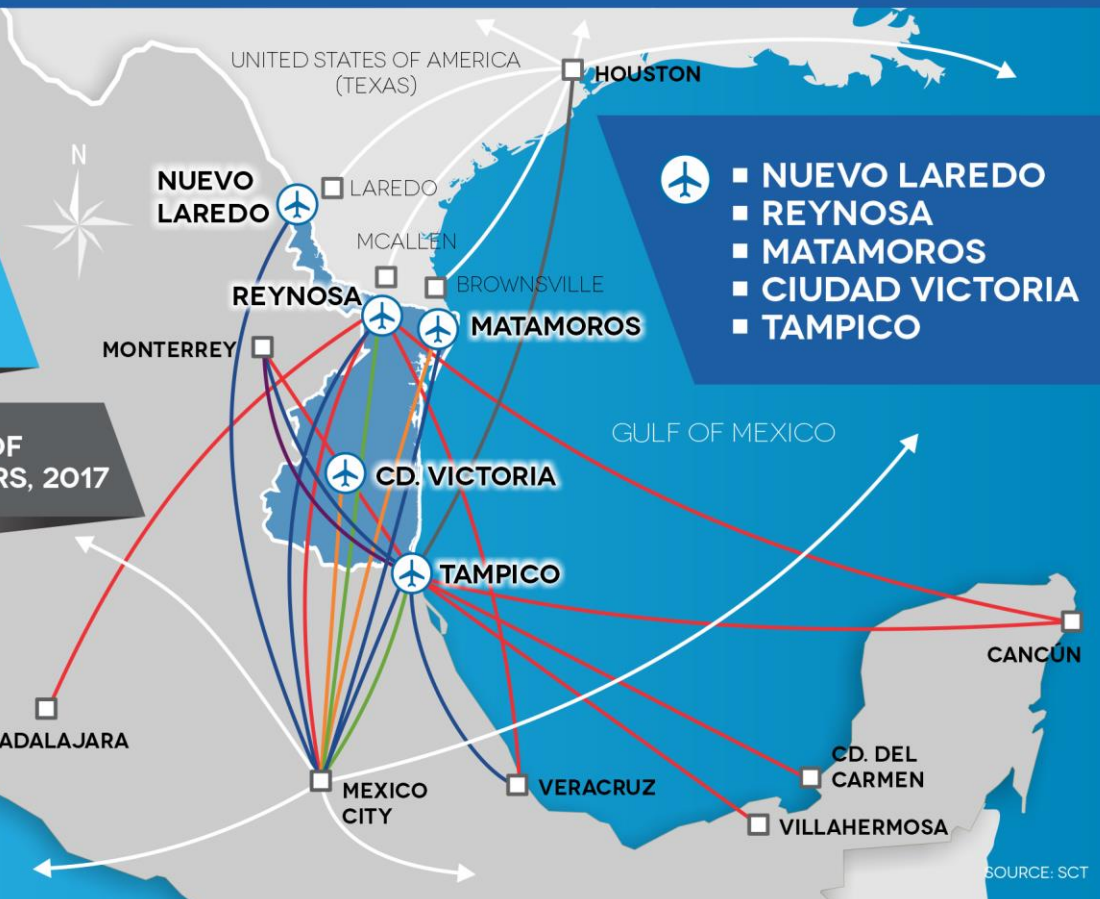 UNITED STATES OF AMERICA
(TEXAS)
HOUSTON
N
NUEVO
LAREDO
LAREDO
MCALLEN
BROWNSVILLE
REYNOSA
MATAMOROS
MONTERREY
NUEVO LAREDO
REYNOSA
MATAMOROS
CIUDAD VICTORIA
TAMPICO
GULF OF MEXICO
OF
RS, 2017
CD. VICTORIA
TAMPICO
CANCÚN
ADALAJARA
MEXICO
CITY
VERACRUZ
CD. DEL
CARMEN
VILLAHERMOSA
SOURCE: SCT